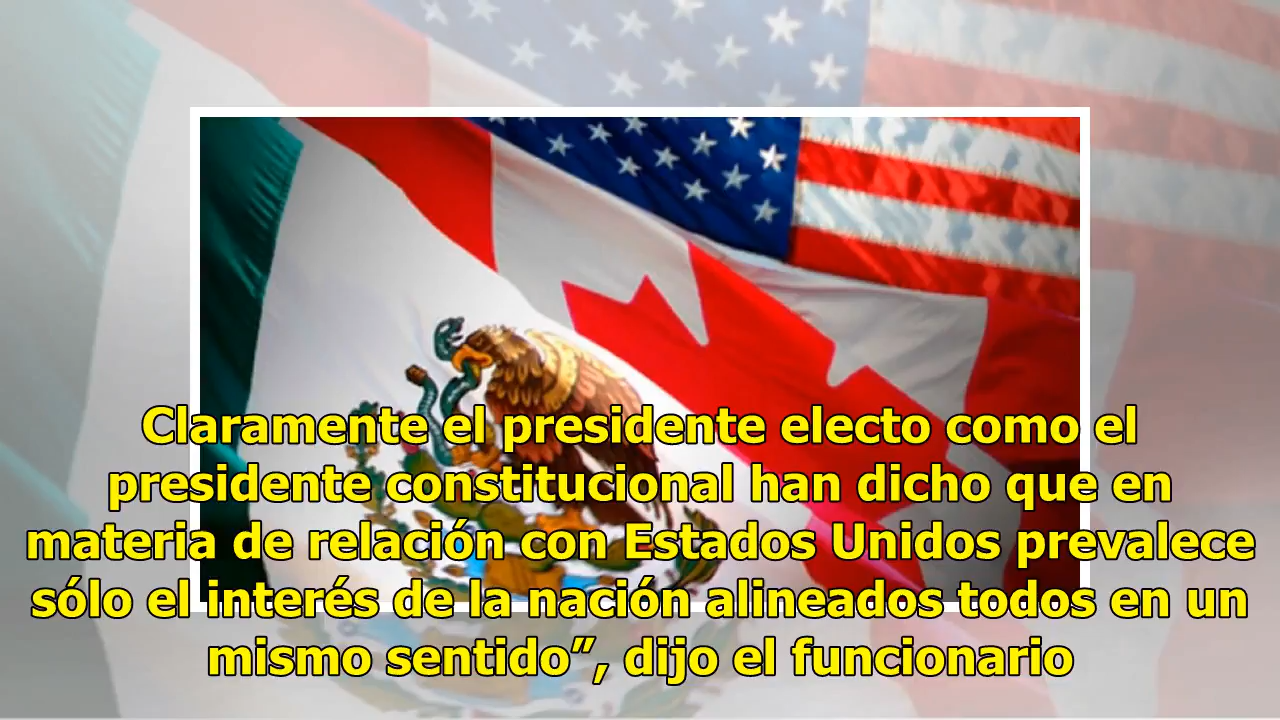 Claramente el presidente electo como el
presidente constitucional han dicho que en
materia de relación con Estados Unidos prevalece
sólo el interés de la nación alineados todos en un
mismo sentido”, dijo el funcionario